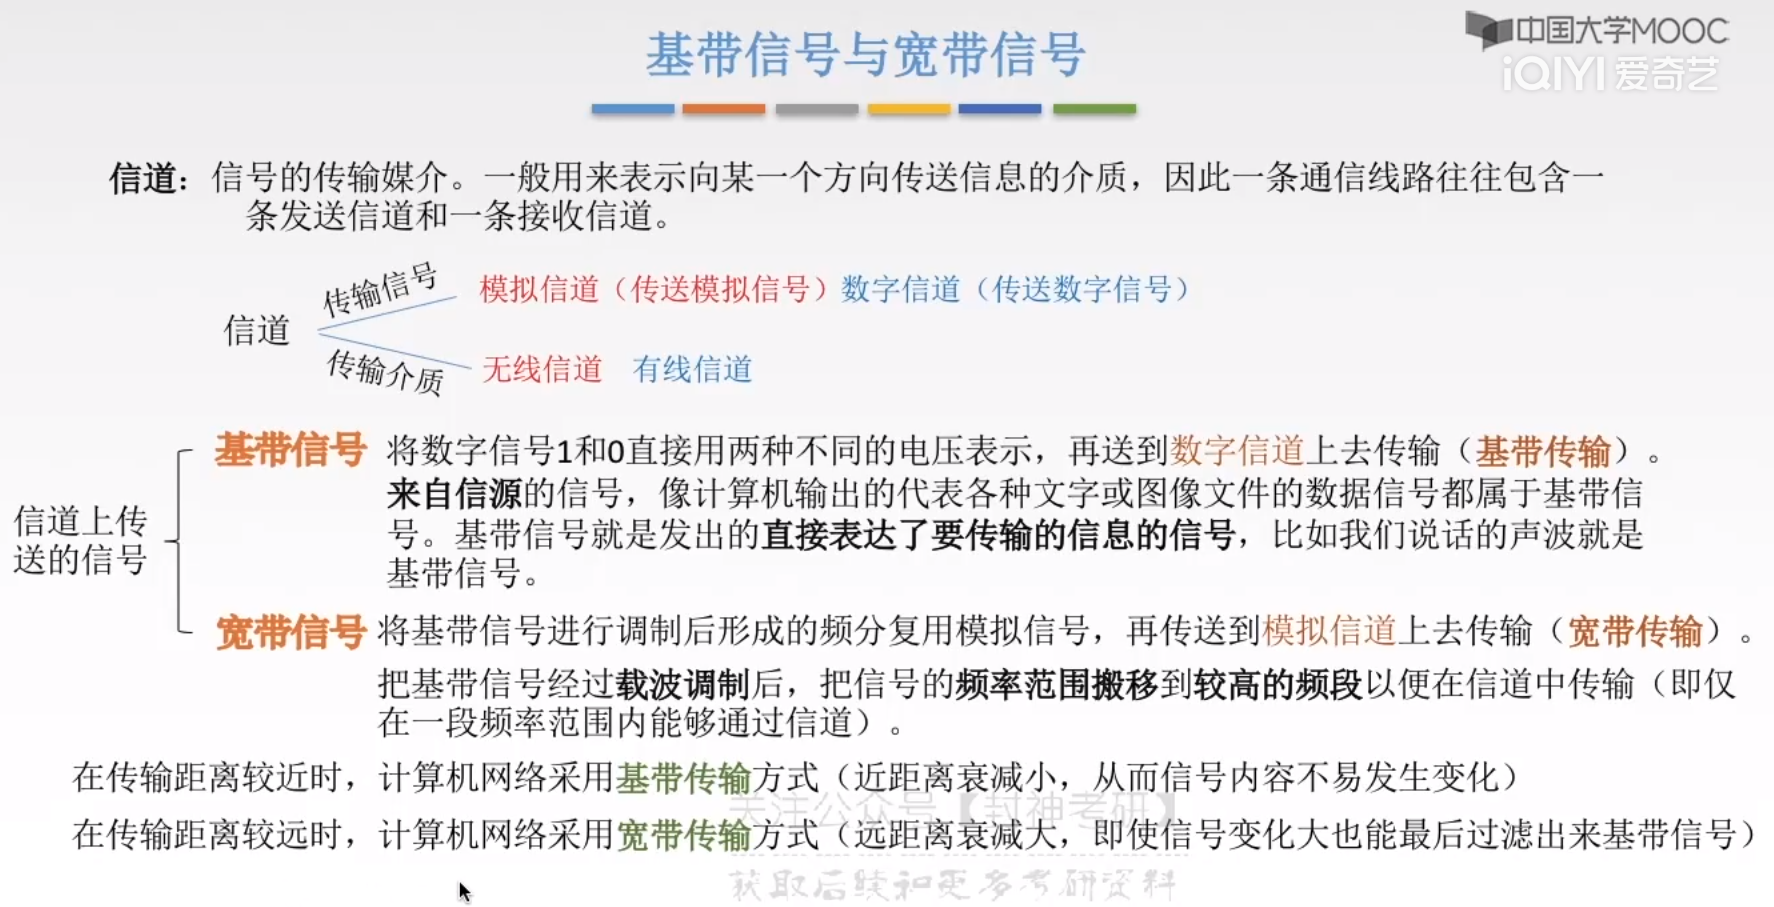 中国大学MOOC
iQIYI 爱奇艺
基带信号与宽带信号
信道：信号的传输媒介。一般用来表示向某一个方向传送信息的介质，因此一条通信线路往往包含一
条发送信道和一条接收信道。
传输信号
模拟信道（传送模拟信号）数字信道（传送数字信号）
信道
传输介质
无线信道 有线信道
基带信号 将数字信号1和0直接用两种不同的电压表示，再送到数字信道上去传输（基带传输）。
来自信源的信号，像计算机输出的代表各种文字或图像文件的数据信号都属于基带信
号。基带信号就是发出的直接表达了要传输的信息的信号，比如我们说话的声波就是
基带信号。
信道上传
送的信号
宽带信号 将基带信号进行调制后形成的频分复用模拟信号，再传送到模拟信道上去传输（宽带传输）。
把基带信号经过载波调制后，把信号的频率范围搬移到较高的频段以便在信道中传输（即仅
在一段频率范围内能够通过信道）。
在传输距离较近时，计算机网络采用基带传输方式（近距离衰减小，从而信号内容不易发生变化）
关注公众号【封神考研】
在传输距离较远时，计算机网络采用宽带传输方式（远距离衰减大，即使信号变化大也能最后过滤出来基带信号）
获取后续和更多考研资料